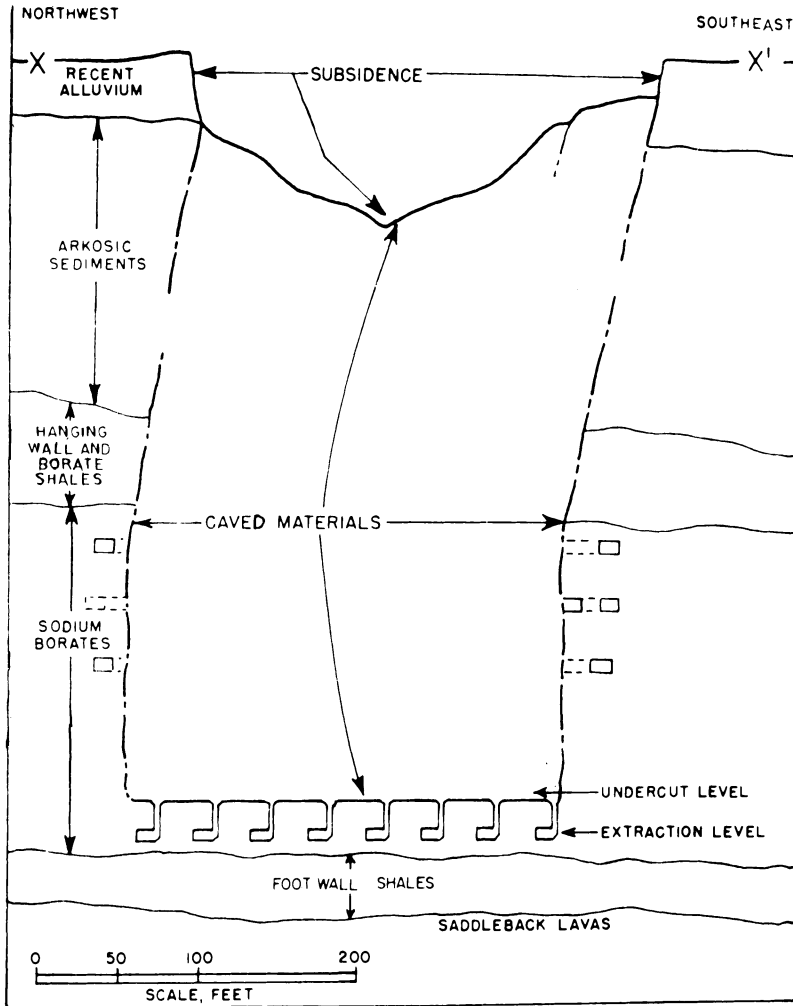 NORTHWEST
SOUTHEAST
X
X'
RECENT
ALLUVIUM
SUBSIDENCE
ARKOSIC
SEDIMENTS
HANGING
WALL AND
BORATE
SHALES
CAVED MATERIALS
SODIUM
BORATES
UNDERCUT LEVEL
EXTRACTION LEVEL
FOOT WALL SHALES
SADDLEBACK LAVAS
0 50 100 200
SCALE, FEET